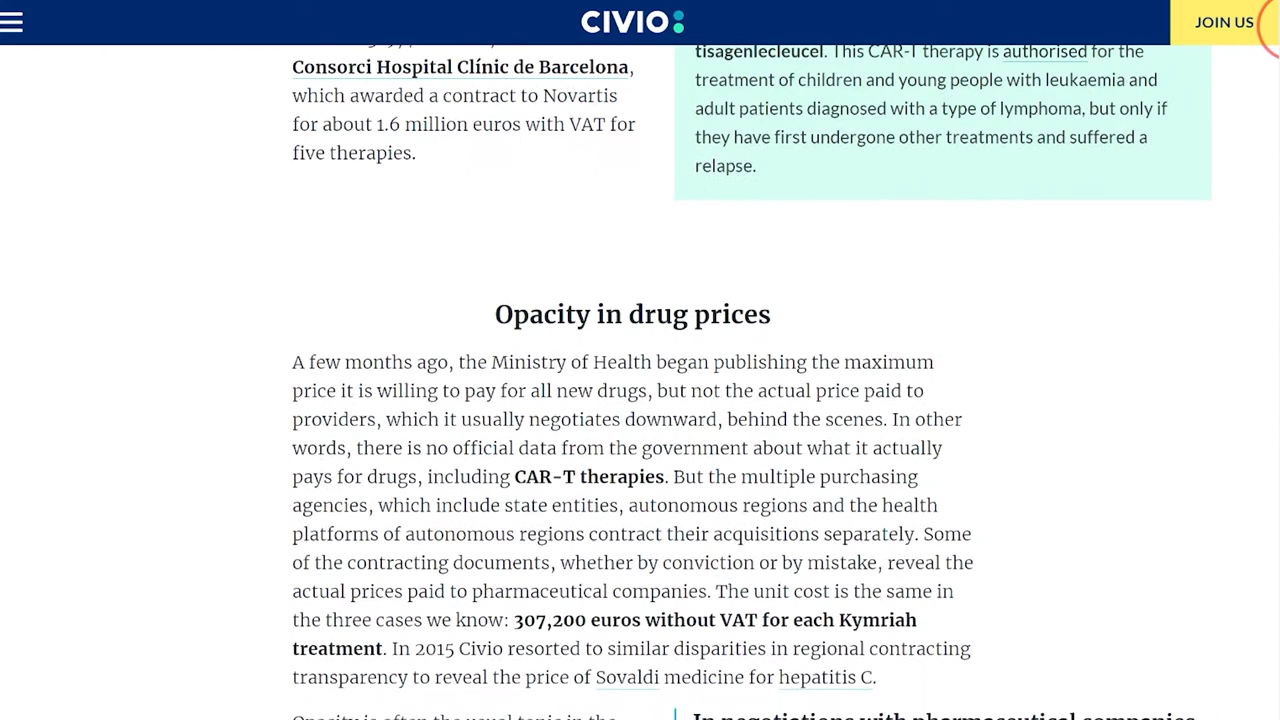 CIVIO
JOIN US
Consorci Hospital Clínic de Barcelona,
which awarded a contract to Novartis
for about 1.6 million euros with VAT for
five therapies.
tisagenlecleucel. This CAR-T therapy is authorised for the
treatment of children and young people with leukaemia and
adult patients diagnosed with a type of lymphoma, but only if
they have first undergone other treatments and suffered a
relapse.
Opacity in drug prices
A few months ago, the Ministry of Health began publishing the maximum
price it is willing to pay for all new drugs, but not the actual price paid to
providers, which it usually negotiates downward, behind the scenes. In other
words, there is no official data from the government about what it actually
pays for drugs, including CAR-T therapies. But the multiple purchasing
agencies, which include state entities, autonomous regions and the health
platforms of autonomous regions contract their acquisitions separately. Some
of the contracting documents, whether by conviction or by mistake, reveal the
actual prices paid to pharmaceutical companies. The unit cost is the same in
the three cases we know: 307,200 euros without VAT for each Kymriah
treatment. In 2015 Civio resorted to similar disparities in regional contracting
transparency to reveal the price of Sovaldi medicine for hepatitis C.
Opacity is often the usual topic in the
In negotiations with pharmaceutical companies